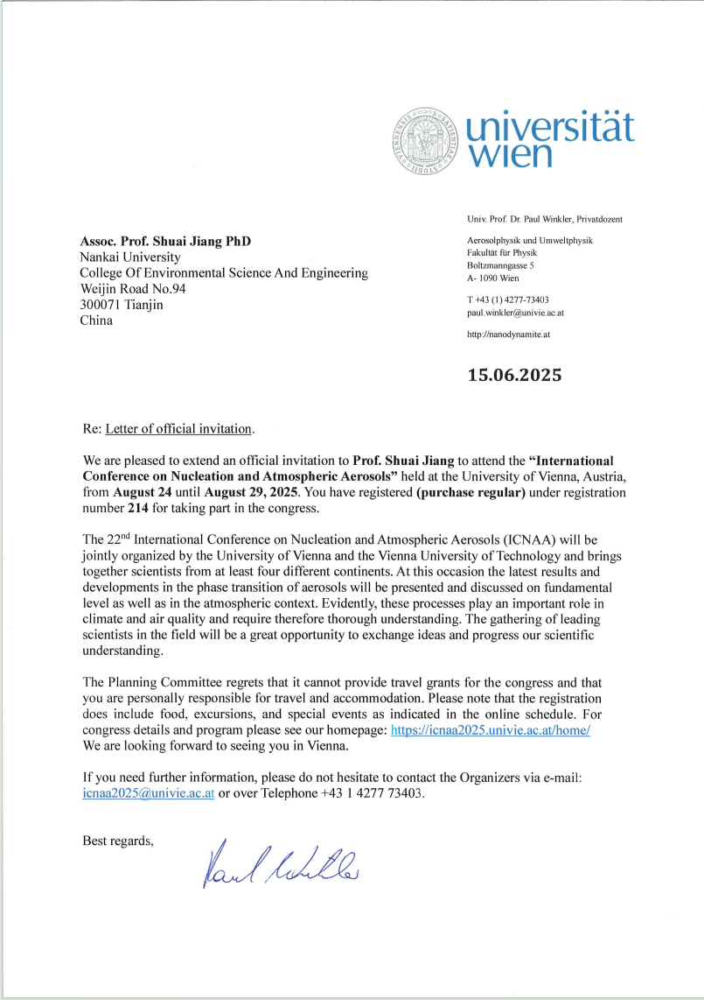 universität
wien
Univ. Prof. Dr. Paul Winkler, Privatdozent
Aerosolphysik und Umweltphysik
Fakultät für Physik
Boltzmanngasse 5
A- 1090 Wien
T +43 (1) 4277-73403
paul.winkler@univie.ac.at
http://nanodynamite.at
15.06.2025
Assoc. Prof. Shuai Jiang PhD
Nankai University
College Of Environmental Science And Engineering
Weijin Road No.94
300071 Tianjin
China
Re: Letter of official invitation.
We are pleased to extend an official invitation to Prof. Shuai Jiang to attend the “International
Conference on Nucleation and Atmospheric Aerosols” held at the University of Vienna, Austria,
from August 24 until August 29, 2025. You have registered (purchase regular) under registration
number 214 for taking part in the congress.
The 22nd International Conference on Nucleation and Atmospheric Aerosols (ICNAA) will be
jointly organized by the University of Vienna and the Vienna University of Technology and brings
together scientists from at least four different continents. At this occasion the latest results and
developments in the phase transition of aerosols will be presented and discussed on fundamental
level as well as in the atmospheric context. Evidently, these processes play an important role in
climate and air quality and require therefore thorough understanding. The gathering of leading
scientists in the field will be a great opportunity to exchange ideas and progress our scientific
understanding.
The Planning Committee regrets that it cannot provide travel grants for the congress and that
you are personally responsible for travel and accommodation. Please note that the registration
does include food, excursions, and special events as indicated in the online schedule. For
congress details and program please see our homepage: https://icnaa2025.univie.ac.at/home/
We are looking forward to seeing you in Vienna.
If you need further information, please do not hesitate to contact the Organizers via e-mail:
icnaa2025@univie.ac.at or over Telephone +43 1 4277 73403.
Best regards,
Paul Winkler